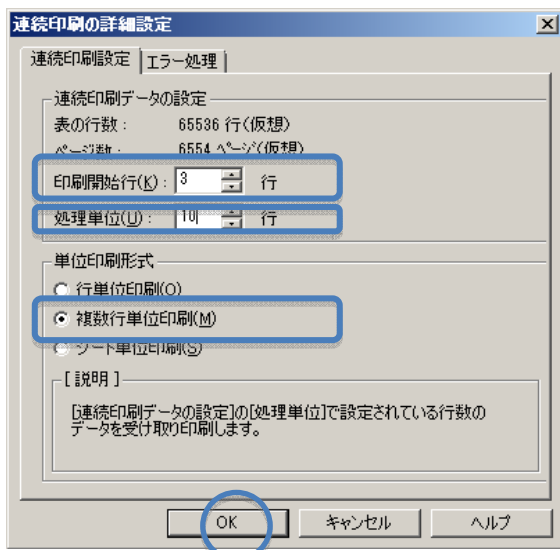 連続印刷の詳細設定
連続印刷設定 エラー処理
連続印刷データの設定
表の行数: 65536 行(仮想)
ページ数: 6554 ページ(仮想)
印刷開始行(K): 3 行
処理単位(U): 10 行
単位印刷形式
行単位印刷(O)
複数行単位印刷(M)
シート単位印刷(S)
[ 説明 ]
[連続印刷データの設定]の[処理単位]で設定されている行数の
データを受け取り印刷します。
OK キャンセル ヘルプ